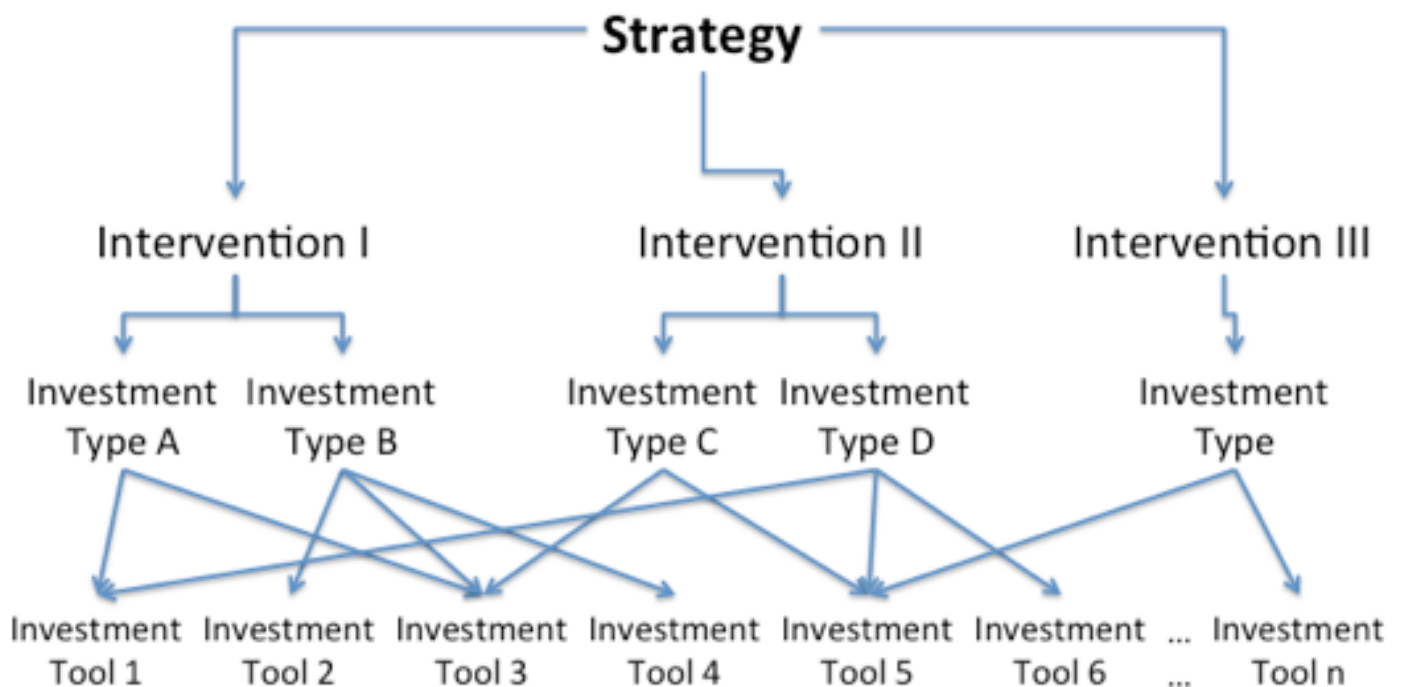 Strategy
Intervention I
Intervention II
Intervention III
Investment
Type A
Investment
Type B
Investment
Type C
Investment
Type D
Investment
Type
Investment
Tool 1
Investment
Tool 2
Investment
Tool 3
Investment
Tool 4
Investment
Tool 5
Investment
Tool 6
...
...
Investment
Tool n